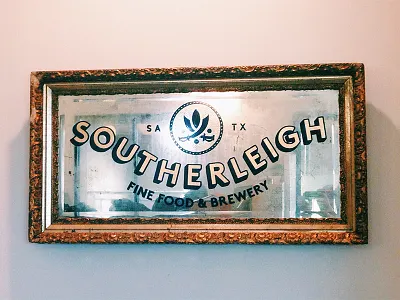 SA TX
SOUTHERLEIGH
FINE FOOD & BREWERY